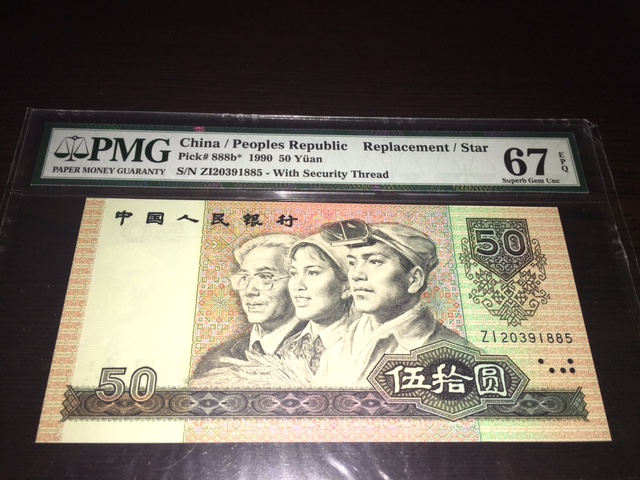 PMG
PAPER MONEY GUARANTY
China / Peoples Republic Replacement / Star
Pick# 888b* 1990 50 Yüan
S/N ZI20391885 - With Security Thread
67 EPQ
Superb Gem Unc
中国人民银行
50
ZI20391885
50
伍拾圆